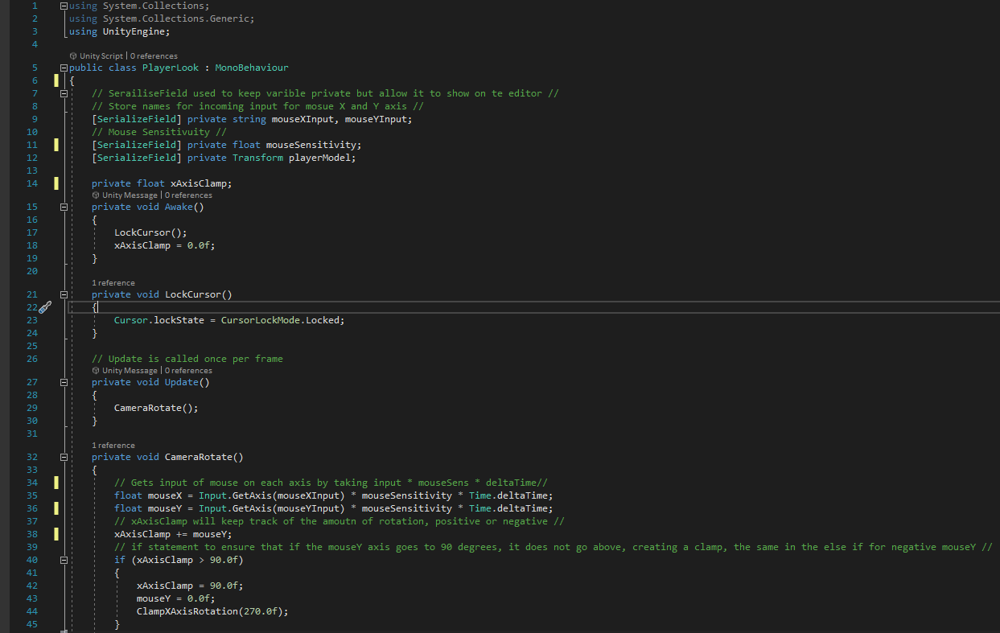 1 using System.Collections;
2 using System.Collections.Generic;
3 using UnityEngine;
4
Unity Script | 0 references
5 public class PlayerLook : MonoBehaviour
6 {
7 // SerailiseField used to keep varible private but allow it to show on te editor //
8 // Store names for incoming input for mosue X and Y axis //
9 [SerializeField] private string mouseXInput, mouseYInput;
10 // Mouse Sensitivuity //
11 [SerializeField] private float mouseSensitivity;
12 [SerializeField] private Transform playerModel;
13
14 private float xAxisClamp;
Unity Message | 0 references
15 private void Awake()
16 {
17 LockCursor();
18 xAxisClamp = 0.0f;
19 }
20
1 reference
21 private void LockCursor()
22 {
23 Cursor.lockState = CursorLockMode.Locked;
24 }
25
26 // Update is called once per frame
Unity Message | 0 references
27 private void Update()
28 {
29 CameraRotate();
30 }
31
1 reference
32 private void CameraRotate()
33 {
34 // Gets input of mouse on each axis by taking input * mouseSens * deltaTime//
35 float mouseX = Input.GetAxis(mouseXInput) * mouseSensitivity * Time.deltaTime;
36 float mouseY = Input.GetAxis(mouseYInput) * mouseSensitivity * Time.deltaTime;
37 // xAxisClamp will keep track of the amoutn of rotation, positive or negative //
38 xAxisClamp += mouseY;
39 // if statement to ensure that if the mouseY axis goes to 90 degrees, it does not go above, creating a clamp, the same in the else if for negative mouseY //
40 if (xAxisClamp > 90.0f)
41 {
42 xAxisClamp = 90.0f;
43 mouseY = 0.0f;
44 ClampXAxisRotation(270.0f);
45 }